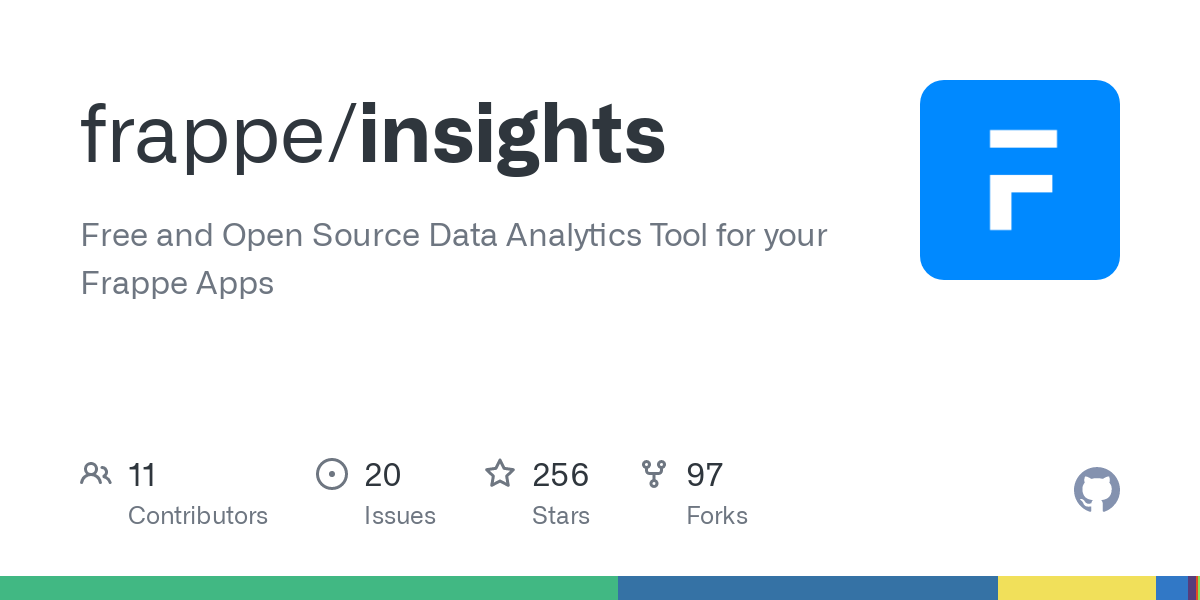 frappe/insights
Free and Open Source Data Analytics Tool for your
Frappe Apps
11
Contributors
20
Issues
256
Stars
97
Forks